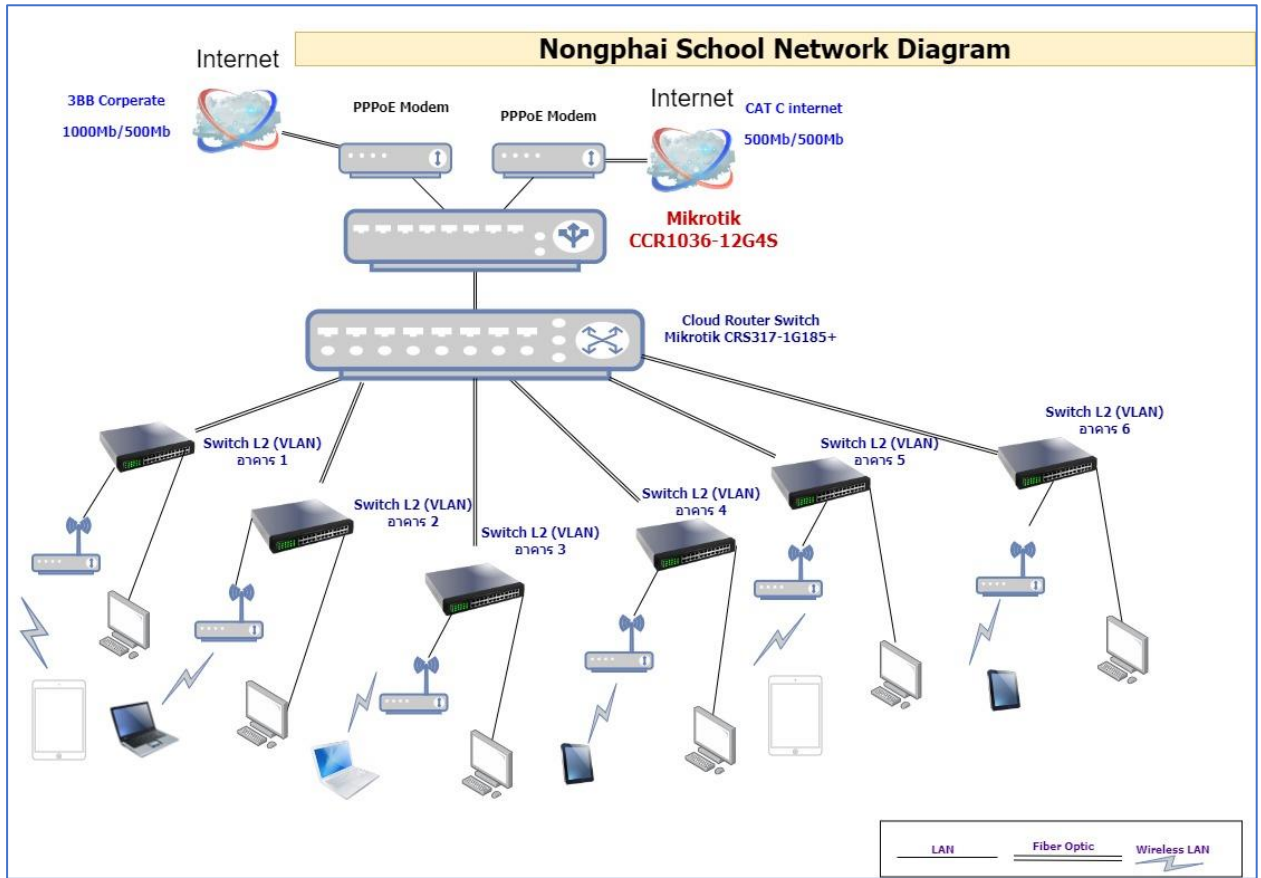 Nongphai School Network Diagram
Internet
3BB Corperate
1000Mb/500Mb
PPPoE Modem
PPPoE Modem
Internet
CAT C internet
500Mb/500Mb
Mikrotik
CCR1036-12G4S
Cloud Router Switch
Mikrotik CRS317-1G185+
Switch L2 (VLAN)
อาคาร 1
Switch L2 (VLAN)
อาคาร 2
Switch L2 (VLAN)
อาคาร 3
Switch L2 (VLAN)
อาคาร 4
Switch L2 (VLAN)
อาคาร 5
Switch L2 (VLAN)
อาคาร 6
LAN
Fiber Optic
Wireless LAN